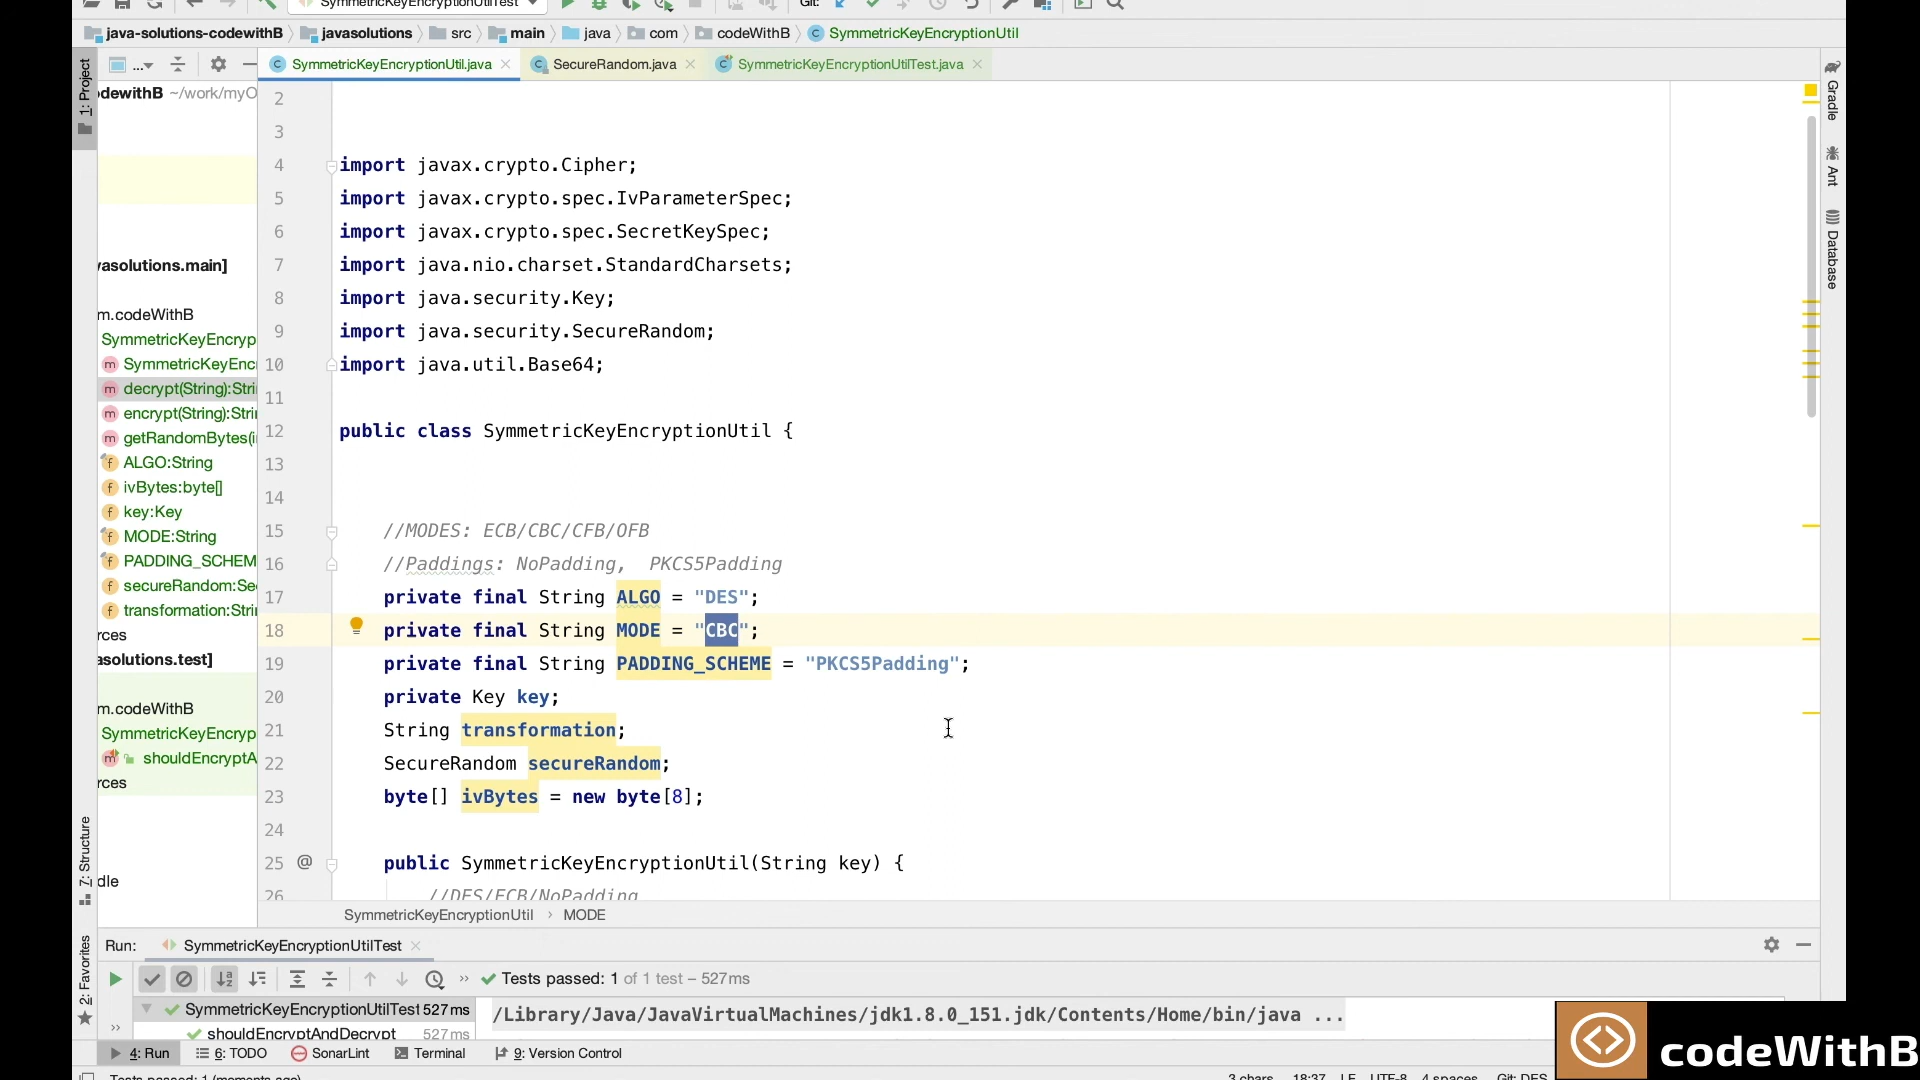 SymmetricKeyEncryptionUtilTest
Git:
java-solutions-codewithB
javasolutions
src
main
java
com
codeWithB
SymmetricKeyEncryptionUtil
1: Project
...
SymmetricKeyEncryptionUtil.java
SecureRandom.java
SymmetricKeyEncryptionUtilTest.java
odewithB ~/work/myO
vasolutions.main]
m.codeWithB
SymmetricKeyEncryp
SymmetricKeyEnc
decrypt(String):Stri
encrypt(String):Stri
getRandomBytes(i
ALGO:String
ivBytes:byte[]
key:Key
MODE:String
PADDING_SCHEM
secureRandom:Se
transformation:Stri
rces
asolutions.test]
m.codeWithB
SymmetricKeyEncryp
shouldEncryptA
rces
dle
2
3
4 import javax.crypto.Cipher;
5 import javax.crypto.spec.IvParameterSpec;
6 import javax.crypto.spec.SecretKeySpec;
7 import java.nio.charset.StandardCharsets;
8 import java.security.Key;
9 import java.security.SecureRandom;
10 import java.util.Base64;
11
12 public class SymmetricKeyEncryptionUtil {
13
14
15 //MODES: ECB/CBC/CFB/OFB
16 //Paddings: NoPadding, PKCS5Padding
17 private final String ALGO = "DES";
18 private final String MODE = "CBC";
19 private final String PADDING_SCHEME = "PKCS5Padding";
20 private Key key;
21 String transformation;
22 SecureRandom secureRandom;
23 byte[] ivBytes = new byte[8];
24
25 @ public SymmetricKeyEncryptionUtil(String key) {
26 //DES/ECB/NoPadding
SymmetricKeyEncryptionUtil › MODE
Gradle
Ant
Database
7: Structure
2: Favorites
Run: SymmetricKeyEncryptionUtilTest
Tests passed: 1 of 1 test – 527ms
SymmetricKeyEncryptionUtilTest 527 ms
shouldEncryptAndDecrypt 527 ms
/Library/Java/JavaVirtualMachines/jdk1.8.0_151.jdk/Contents/Home/bin/java ...
4: Run
6: TODO
SonarLint
Terminal
9: Version Control
Tests passed: 1 (moments ago)
3 chars 18:37 LF UTF-8 4 spaces Git: DES
codeWithB